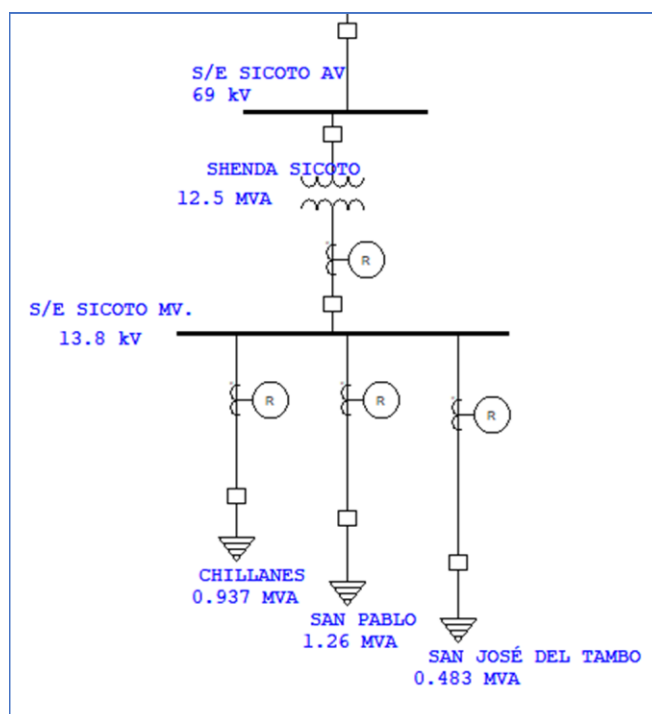 S/E SICOTO AV
69 kV
SHENDA SICOTO
12.5 MVA
R
S/E SICOTO MV.
13.8 kV
R
R
R
CHILLANES
0.937 MVA
SAN PABLO
1.26 MVA
SAN JOSÉ DEL TAMBO
0.483 MVA